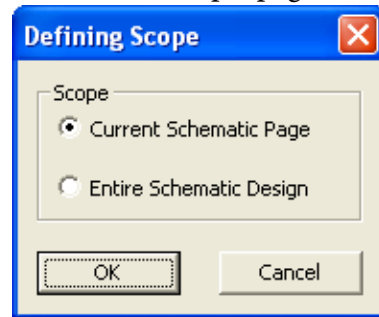 Defining Scope
Scope
Current Schematic Page
Entire Schematic Design
OK
Cancel